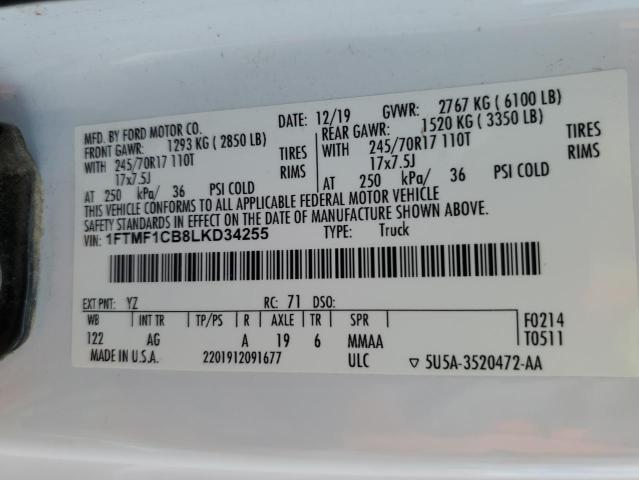 MFD. BY FORD MOTOR CO. DATE: 12/19 GVWR: 2767 KG ( 6100 LB)
FRONT GAWR: 1293 KG ( 2850 LB) REAR GAWR: 1520 KG ( 3350 LB)
WITH 245/70R17 110T TIRES WITH 245/70R17 110T TIRES
17x7.5J RIMS 17x7.5J RIMS
AT 250 kPa/ 36 PSI COLD AT 250 kPa/ 36 PSI COLD
THIS VEHICLE CONFORMS TO ALL APPLICABLE FEDERAL MOTOR VEHICLE
SAFETY STANDARDS IN EFFECT ON THE DATE OF MANUFACTURE SHOWN ABOVE.
VIN: 1FTMF1CB8LKD34255 TYPE: Truck
EXT PNT: YZ RC: 71 DSO:
WB INT TR TP/PS R AXLE TR SPR F0214
122 AG A 19 6 MMAA T0511
MADE IN U.S.A. 2201912091677 ULC ▽ 5U5A-3520472-AA